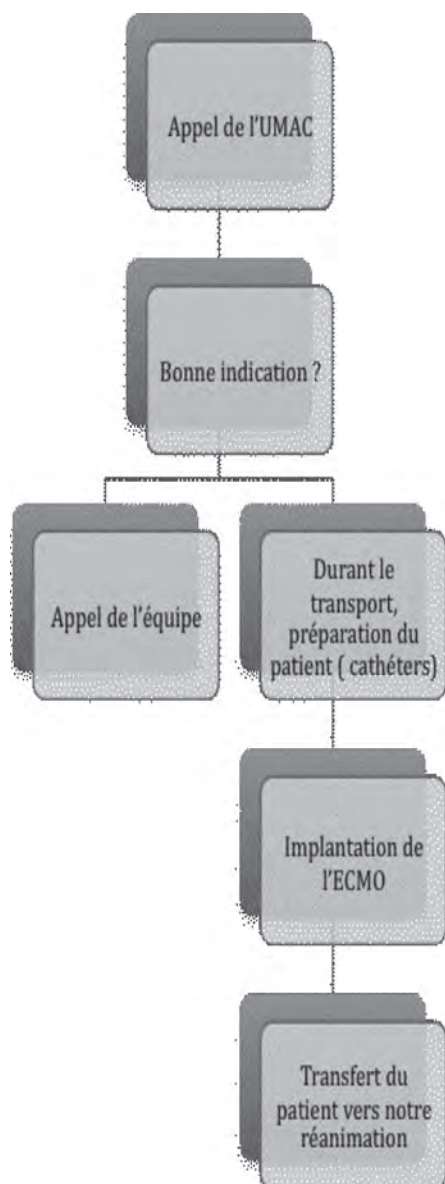 Appel de l'UMAC
Bonne indication ?
Appel de l'équipe
Durant le
transport,
préparation du
patient ( cathéters)
Implantation de
l'ECMO
Transfert du
patient vers notre
réanimation